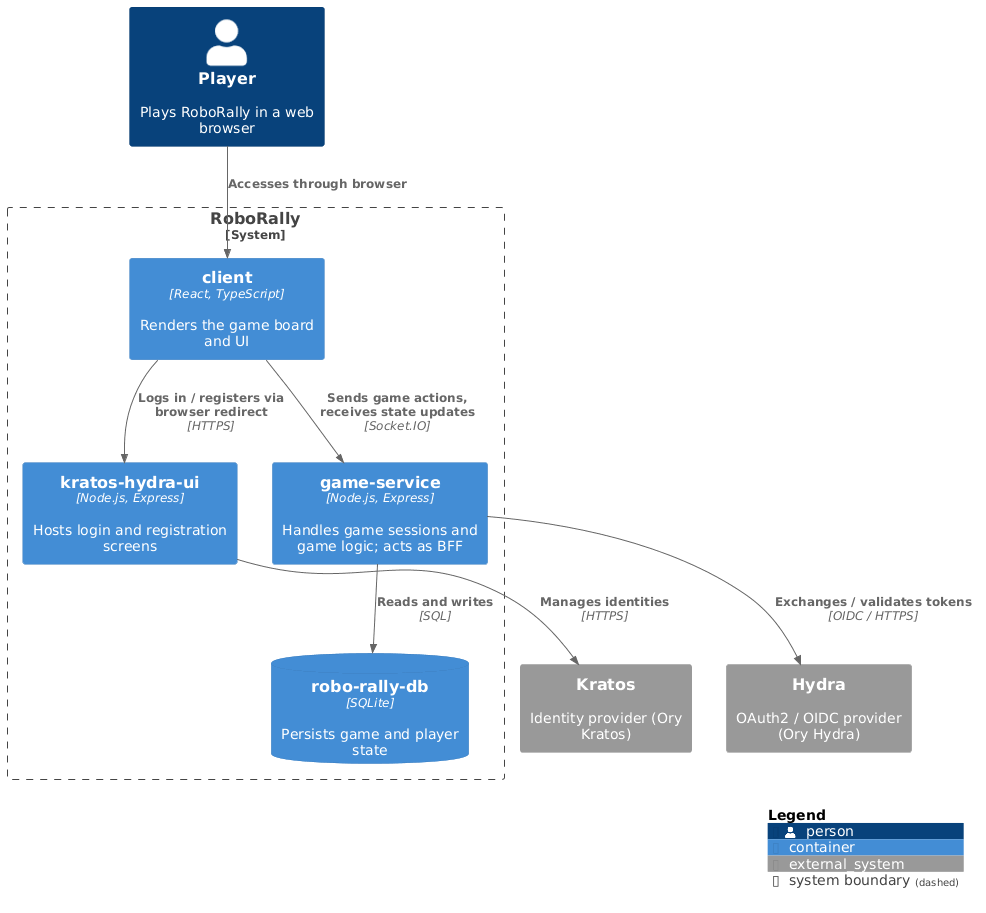 Player
Plays RoboRally in a web
browser
Accesses through browser
RoboRally
[System]
client
[React, TypeScript]
Renders the game board
and UI
Logs in / registers via
browser redirect
[HTTPS]
Sends game actions,
receives state updates
[Socket.IO]
kratos-hydra-ui
[Node.js, Express]
Hosts login and registration
screens
game-service
[Node.js, Express]
Handles game sessions and
game logic; acts as BFF
Reads and writes
[SQL]
Manages identities
[HTTPS]
Exchanges / validates tokens
[OIDC / HTTPS]
robo-rally-db
[SQLite]
Persists game and player
state
Kratos
Identity provider (Ory
Kratos)
Hydra
OAuth2 / OIDC provider
(Ory Hydra)
Legend
person
container
external_system
system boundary (dashed)